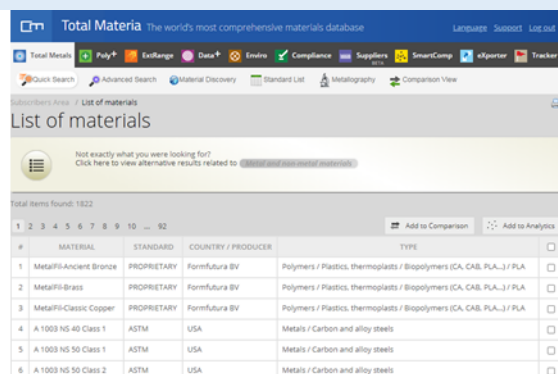 Total Materia The world's most comprehensive materials database
Language Support Log out
Total Metals Poly+ ExtRange Data+ Enviro Compliance Suppliers BETA SmartComp eXporter Tracker
Quick Search Advanced Search Material Discovery Standard List Metallography Comparison View
Subscribers Area / List of materials
List of materials
Not exactly what you were looking for?
Click here to view alternative results related to Metal and non-metal materials
Total items found: 1822
1 2 3 4 5 6 7 8 9 10 ... 92 Add to Comparison Add to Analytics
# MATERIAL STANDARD COUNTRY / PRODUCER TYPE
1 MetalFil-Ancient Bronze PROPRIETARY Formfutura BV Polymers / Plastics, thermoplasts / Biopolymers (CA, CAB, PLA...) / PLA
2 MetalFil-Brass PROPRIETARY Formfutura BV Polymers / Plastics, thermoplasts / Biopolymers (CA, CAB, PLA...) / PLA
3 MetalFil-Classic Copper PROPRIETARY Formfutura BV Polymers / Plastics, thermoplasts / Biopolymers (CA, CAB, PLA...) / PLA
4 A 1003 NS 40 Class 1 ASTM USA Metals / Carbon and alloy steels
5 A 1003 NS 50 Class 1 ASTM USA Metals / Carbon and alloy steels
6 A 1003 NS 50 Class 2 ASTM USA Metals / Carbon and alloy steels